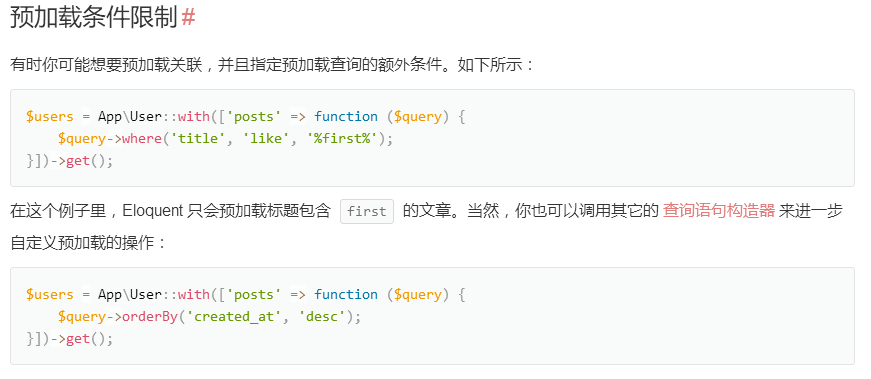 预加载条件限制#
有时你可能想要预加载关联，并且指定预加载查询的额外条件。如下所示：
$users = App\User::with(['posts' => function ($query) {
    $query->where('title', 'like', '%first%');
}])->get();
在这个例子里，Eloquent 只会预加载标题包含 first 的文章。当然，你也可以调用其它的 查询语句构造器 来进一步
自定义预加载的操作：
$users = App\User::with(['posts' => function ($query) {
    $query->orderBy('created_at', 'desc');
}])->get();